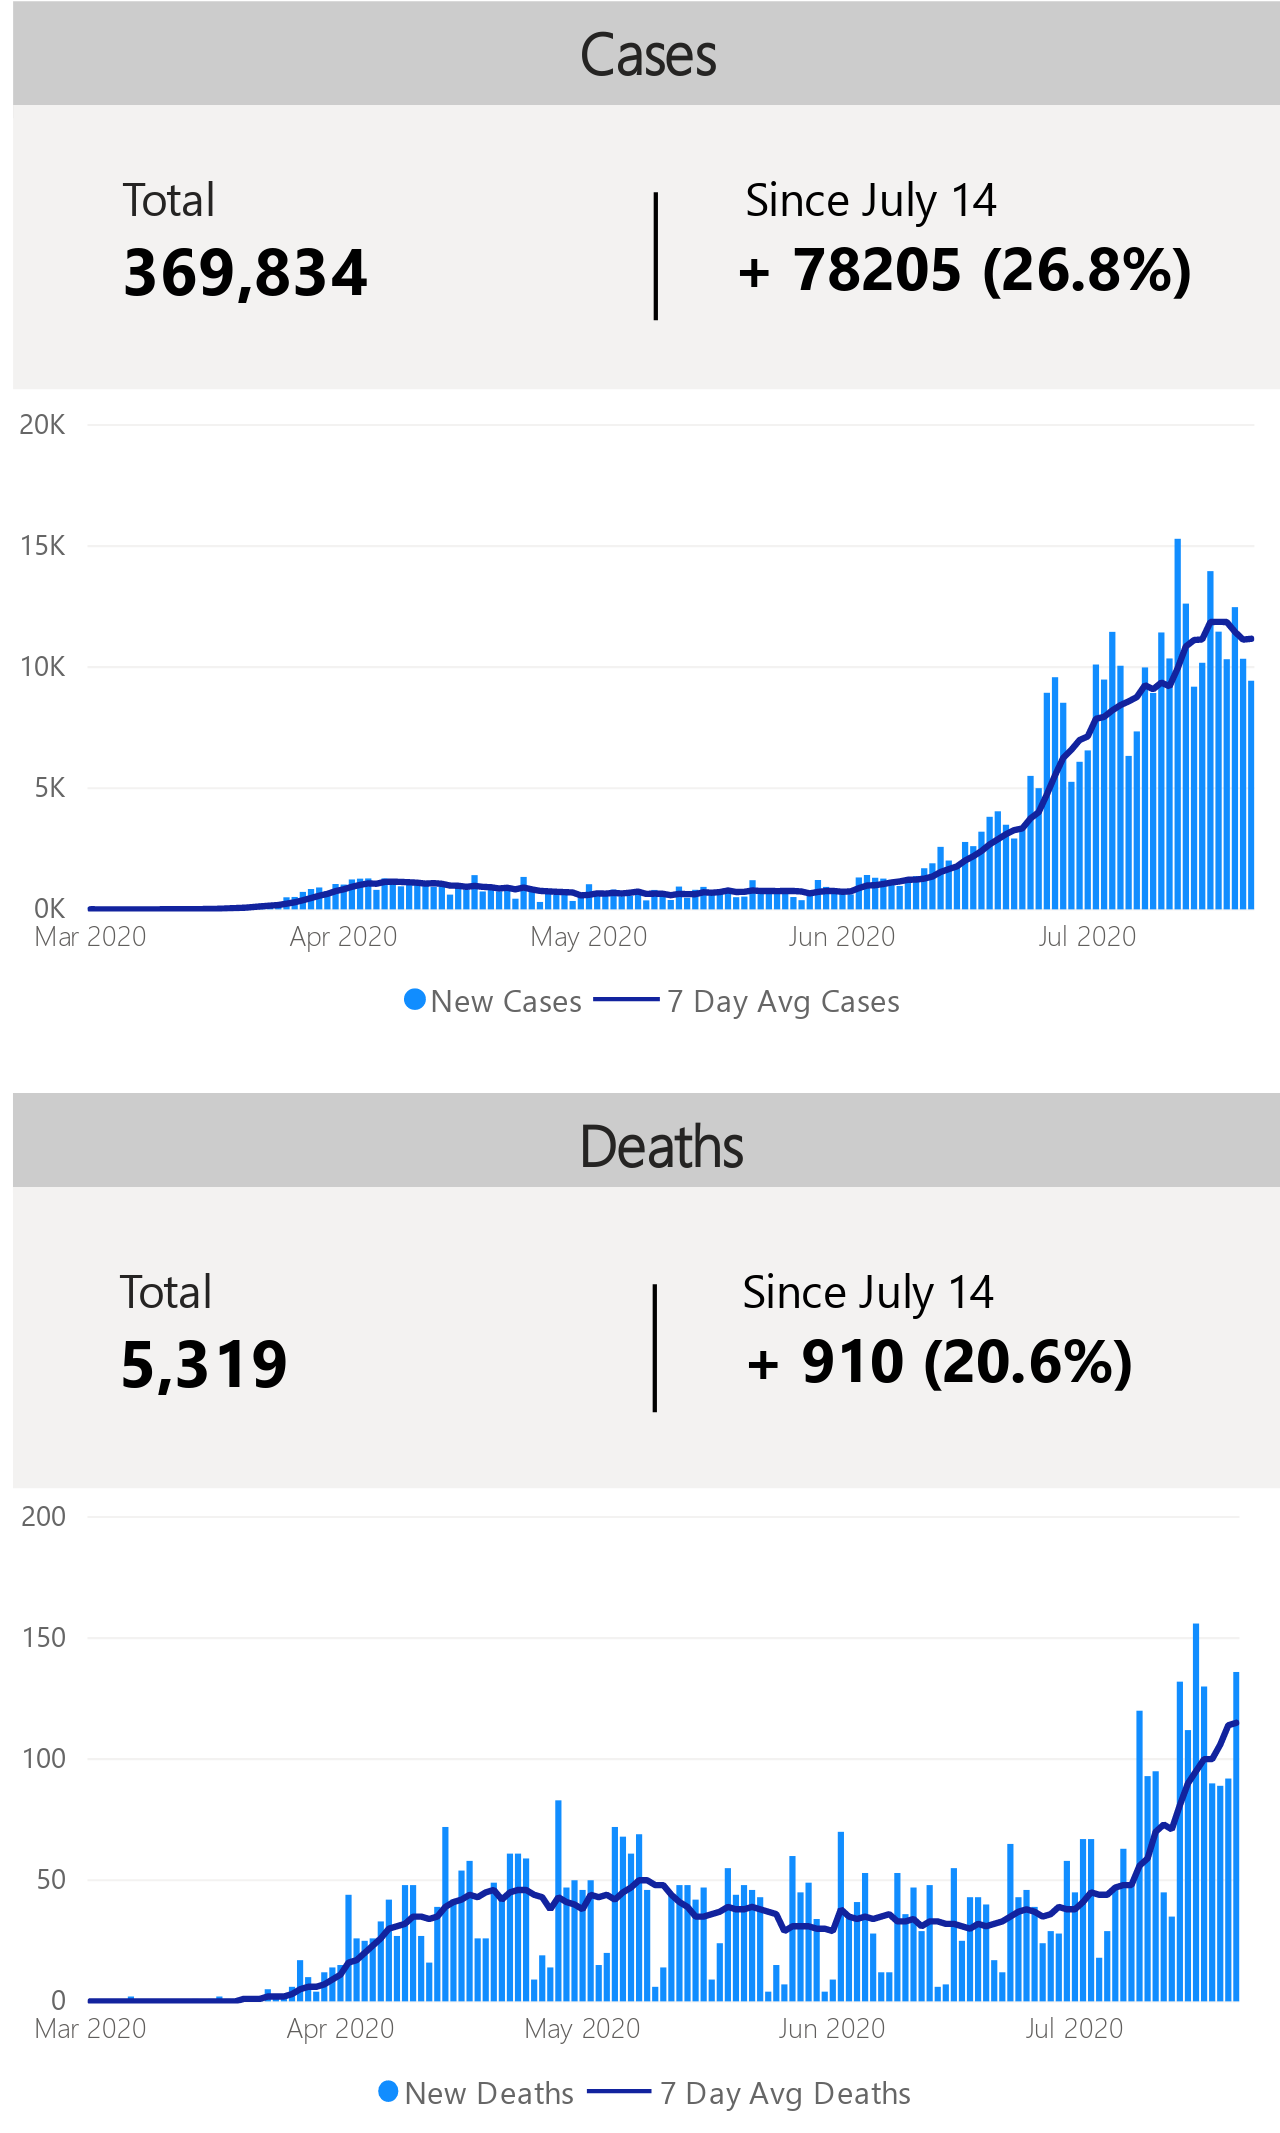 Cases
Total
Since July 14
369,834
+ 78205 (26.8%)
20K
15K
10K
5K
0K
Mar 2020 Apr 2020 May 2020 Jun 2020 Jul 2020
New Cases 7 Day Avg Cases
Deaths
Total
Since July 14
5,319
+ 910 (20.6%)
200
150
100
50
0
Mar 2020 Apr 2020 May 2020 Jun 2020 Jul 2020
New Deaths 7 Day Avg Deaths